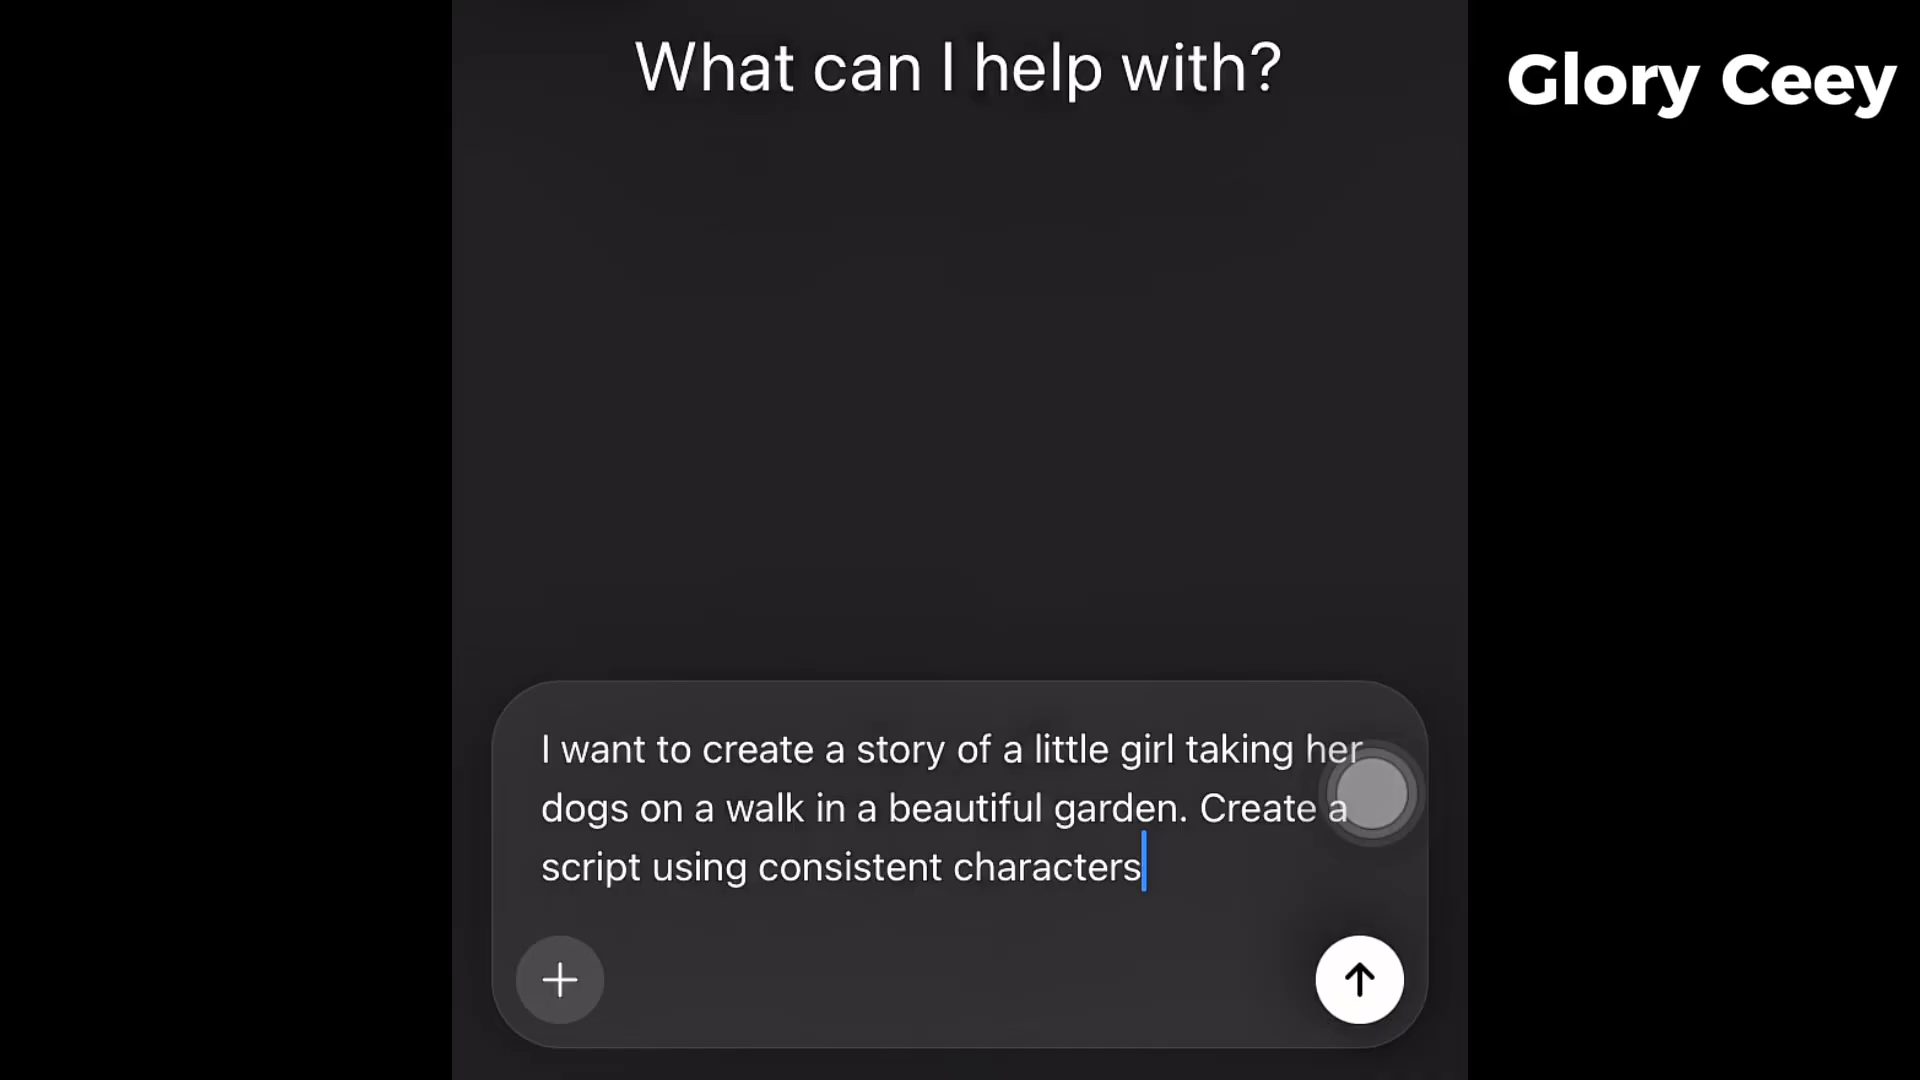 What can I help with?
Glory Ceey
I want to create a story of a little girl taking her
dogs on a walk in a beautiful garden. Create a
script using consistent characters